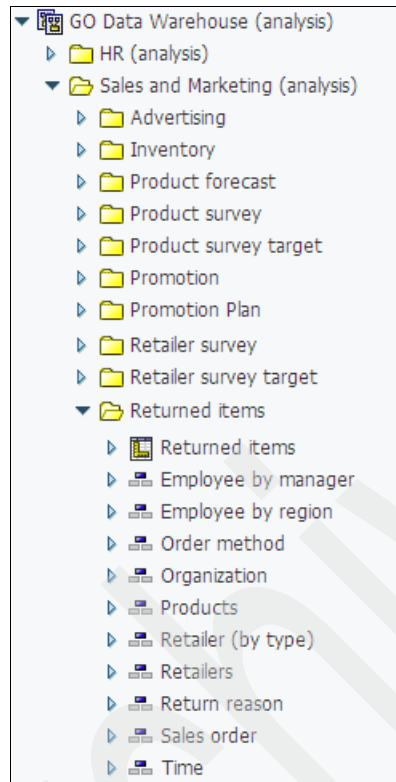 GO Data Warehouse (analysis)
HR (analysis)
Sales and Marketing (analysis)
Advertising
Inventory
Product forecast
Product survey
Product survey target
Promotion
Promotion Plan
Retailer survey
Retailer survey target
Returned items
Returned items
Employee by manager
Employee by region
Order method
Organization
Products
Retailer (by type)
Retailers
Return reason
Sales order
Time